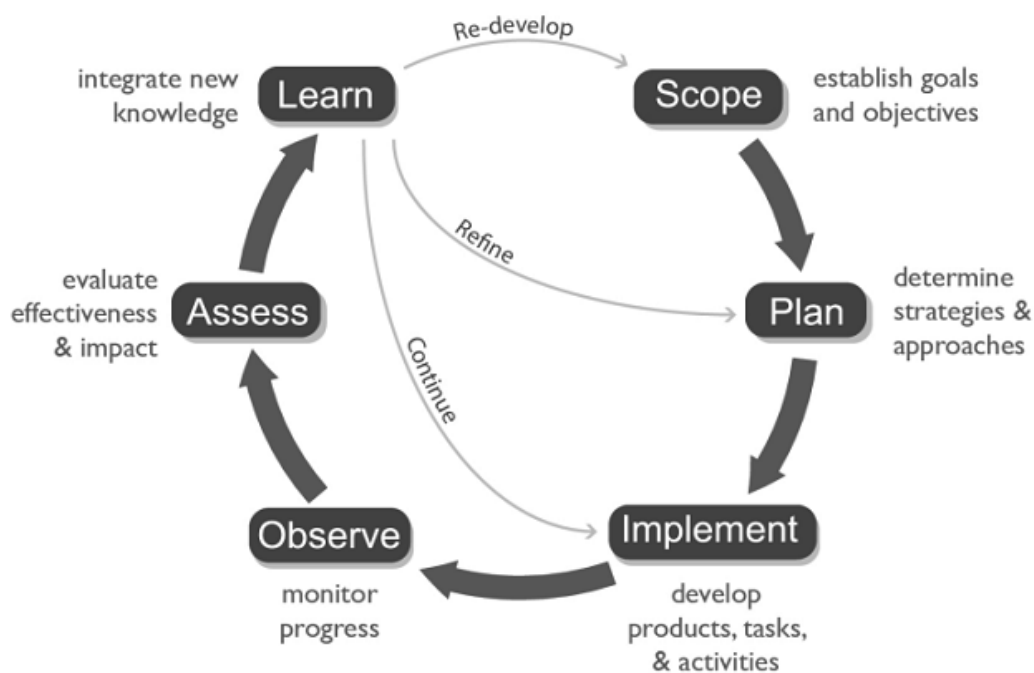 Re-develop
integrate new
knowledge
Learn
Scope
establish goals
and objectives
Refine
evaluate
effectiveness
& impact
Assess
Plan
determine
strategies &
approaches
Continue
Observe
monitor
progress
Implement
develop
products, tasks,
& activities